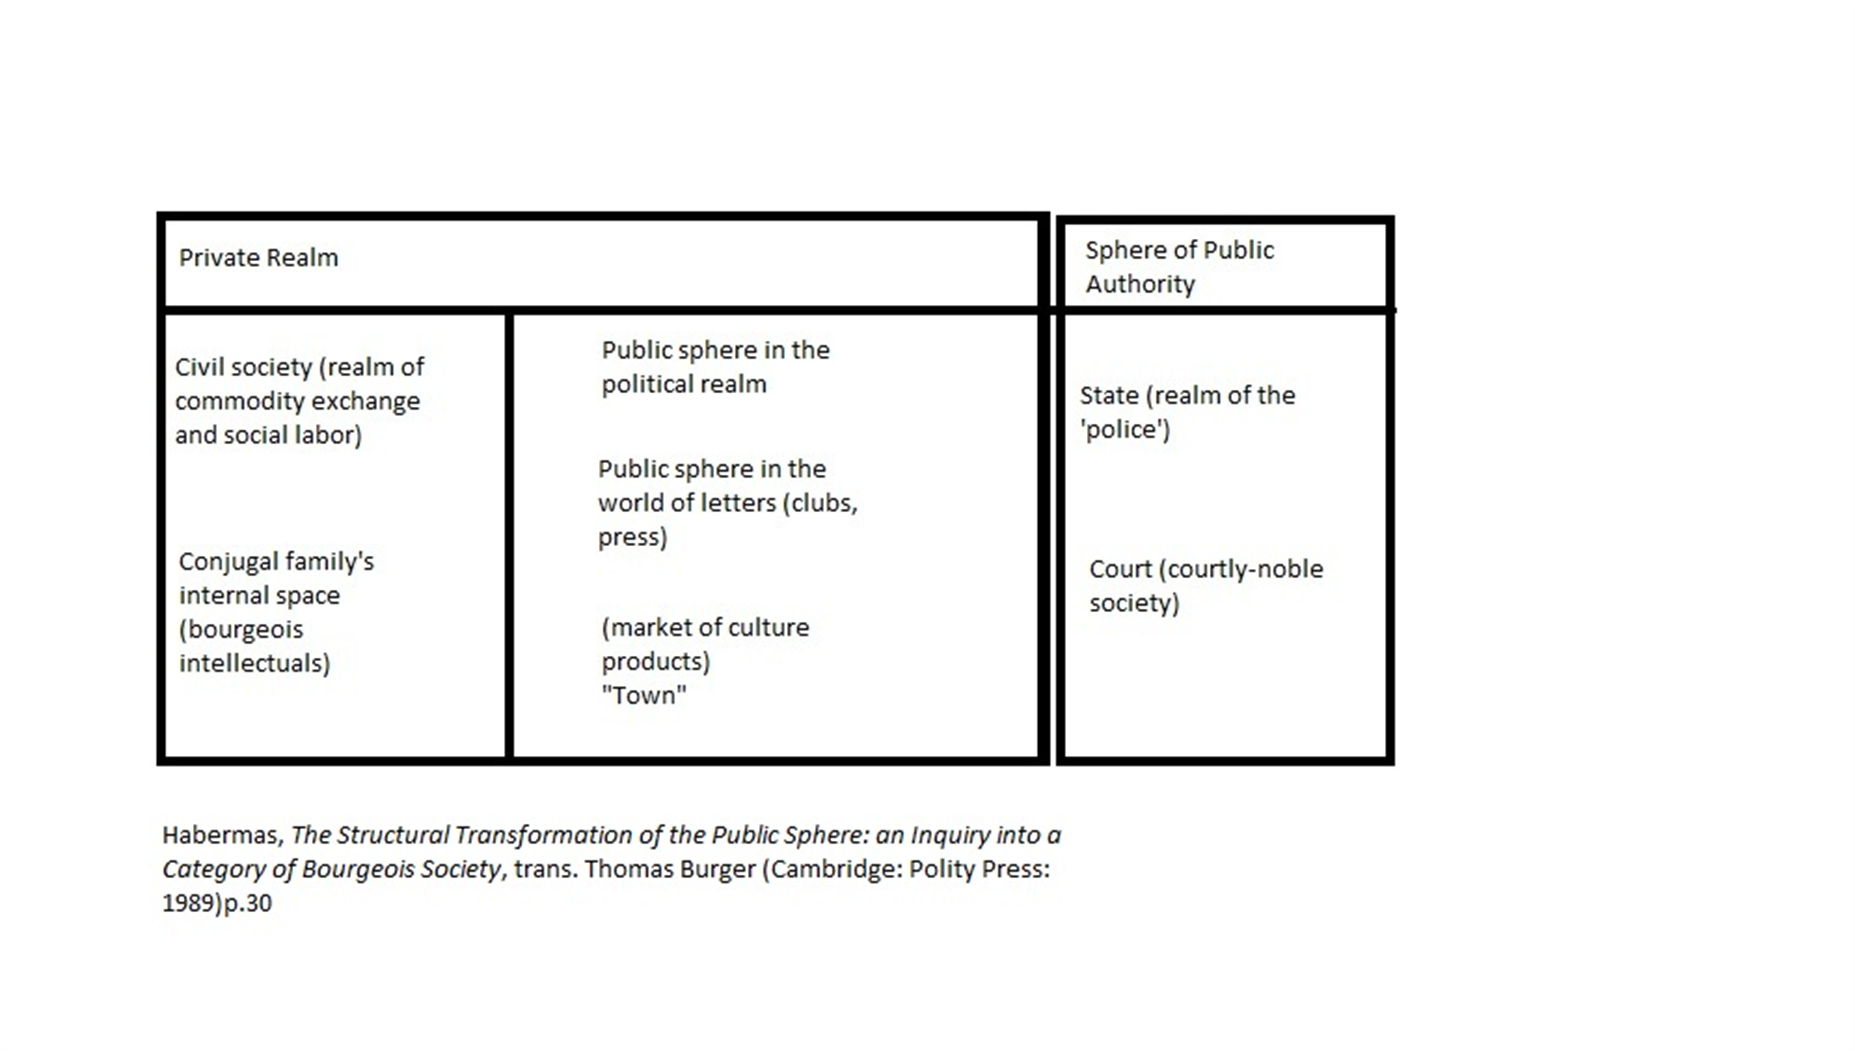 Private Realm
Sphere of Public
Authority
Civil society (realm of
commodity exchange
and social labor)
Conjugal family's
internal space
(bourgeois
intellectuals)
Public sphere in the
political realm
Public sphere in the
world of letters (clubs,
press)
(market of culture
products)
"Town"
State (realm of the
'police')
Court (courtly-noble
society)
Habermas, The Structural Transformation of the Public Sphere: an Inquiry into a
Category of Bourgeois Society, trans. Thomas Burger (Cambridge: Polity Press:
1989)p.30